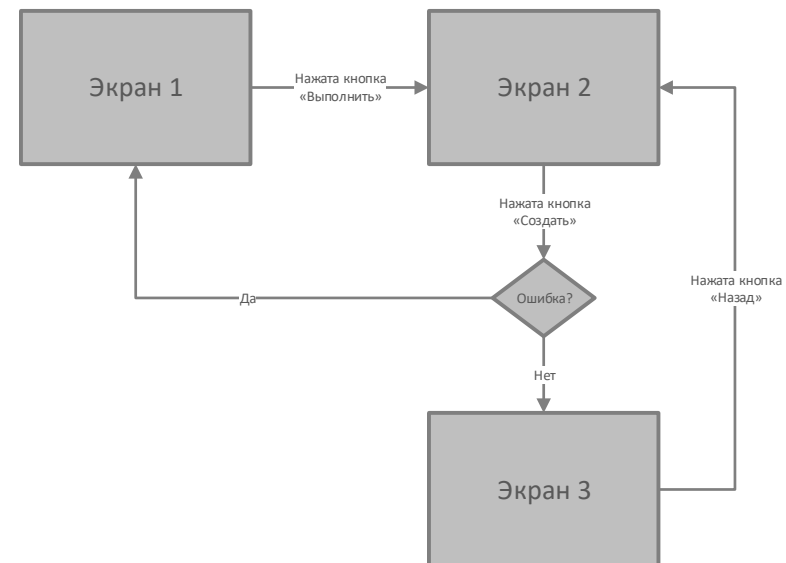 Экран 1
Нажата кнопка
«Выполнить»
Экран 2
Нажата кнопка
«Создать»
Нажата кнопка
«Назад»
Да
Ошибка?
Нет
Экран 3